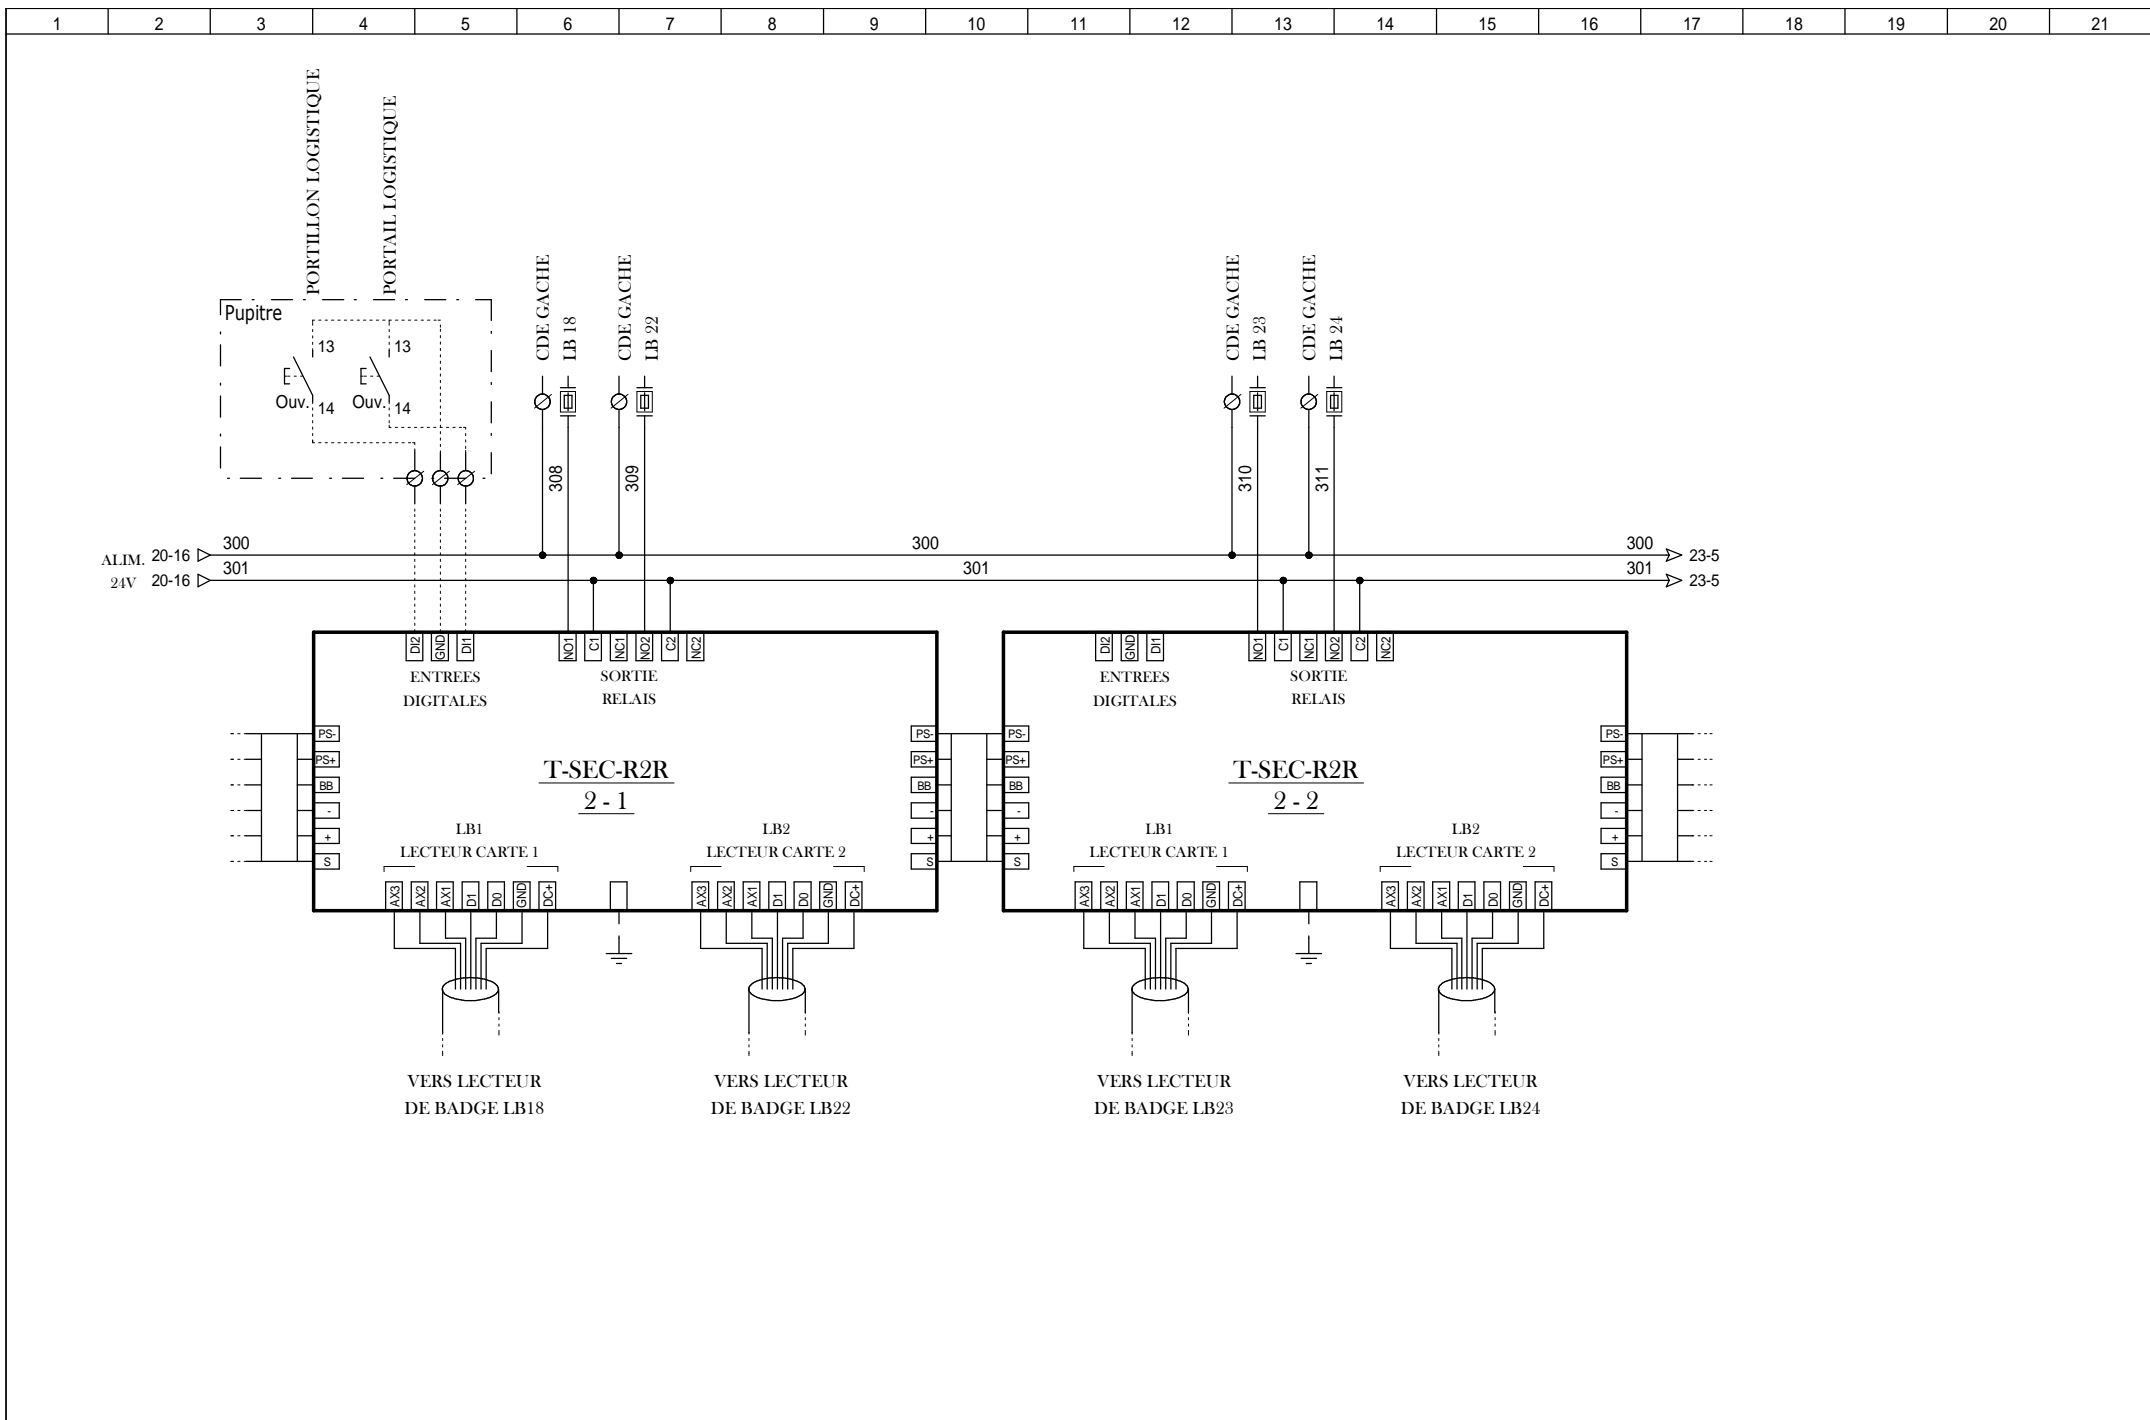 1 2 3 4 5 6 7 8 9 10 11 12 13 14 15 16 17 18 19 20 21
PORTILLON LOGISTIQUE
PORTAIL LOGISTIQUE
CDE GACHE
LB 18
CDE GACHE
LB 22
CDE GACHE
LB 23
CDE GACHE
LB 24
Pupitre
13 13
Ouv. 14 Ouv. 14
308 309 310 311
ALIM. 20-16 300 300 300 23-5
24V 20-16 301 301 301 23-5
DI2 GND DI1 NO1 C1 NC1 NO2 C2 NC2
ENTREES
DIGITALES
SORTIE
RELAIS
PS- PS-
PS+ PS+
BB BB
- -
+ +
S S
T-SEC-R2R
2 - 1
LB1
LECTEUR CARTE 1
LB2
LECTEUR CARTE 2
AX3 AX2 AX1 D1 D0 GND DC+ AX3 AX2 AX1 D1 D0 GND DC+
VERS LECTEUR
DE BADGE LB18
VERS LECTEUR
DE BADGE LB22
DI2 GND DI1 NO1 C1 NC1 NO2 C2 NC2
ENTREES
DIGITALES
SORTIE
RELAIS
PS- PS-
PS+ PS+
BB BB
- -
+ +
S S
T-SEC-R2R
2 - 2
LB1
LECTEUR CARTE 1
LB2
LECTEUR CARTE 2
AX3 AX2 AX1 D1 D0 GND DC+ AX3 AX2 AX1 D1 D0 GND DC+
VERS LECTEUR
DE BADGE LB23
VERS LECTEUR
DE BADGE LB24